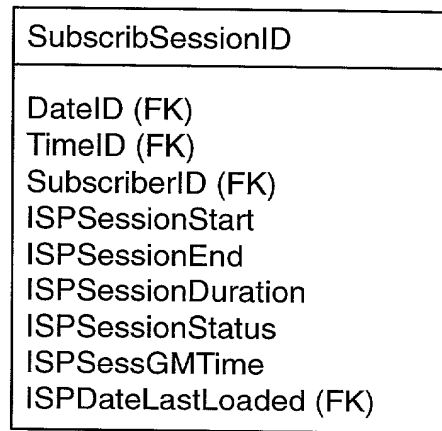 SubscribSessionID
DateID (FK)
TimeID (FK)
SubscriberID (FK)
ISPSessionStart
ISPSessionEnd
ISPSessionDuration
ISPSessionStatus
ISPSessGMTime
ISPDateLastLoaded (FK)